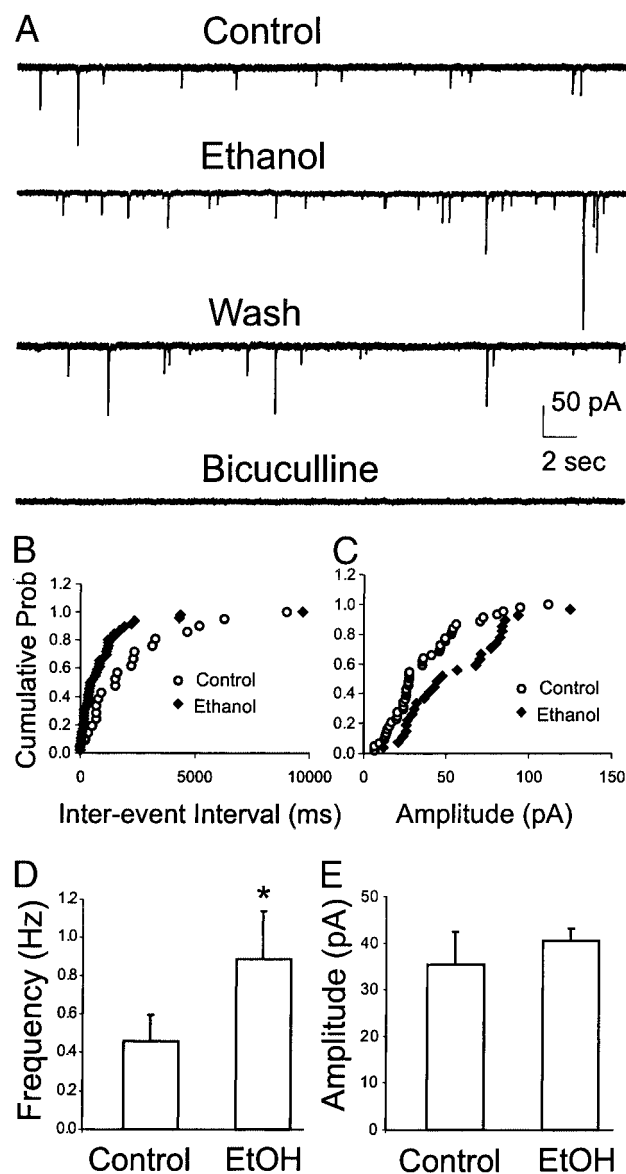 A
Control
Ethanol
Wash
50 pA
2 sec
Bicuculline
B
Cumulative Prob
1.2
1.0
0.8
0.6
0.4
0.2
0.0
Control
Ethanol
0
5000
10000
Inter-event Interval (ms)
C
1.2
1.0
0.8
0.6
0.4
0.2
0.0
Control
Ethanol
0
50
100
150
Amplitude (pA)
D
Frequency (Hz)
1.2
1.0
0.8
0.6
0.4
0.2
0.0
*
Control
EtOH
E
Amplitude (pA)
50
40
30
20
10
0
Control
EtOH